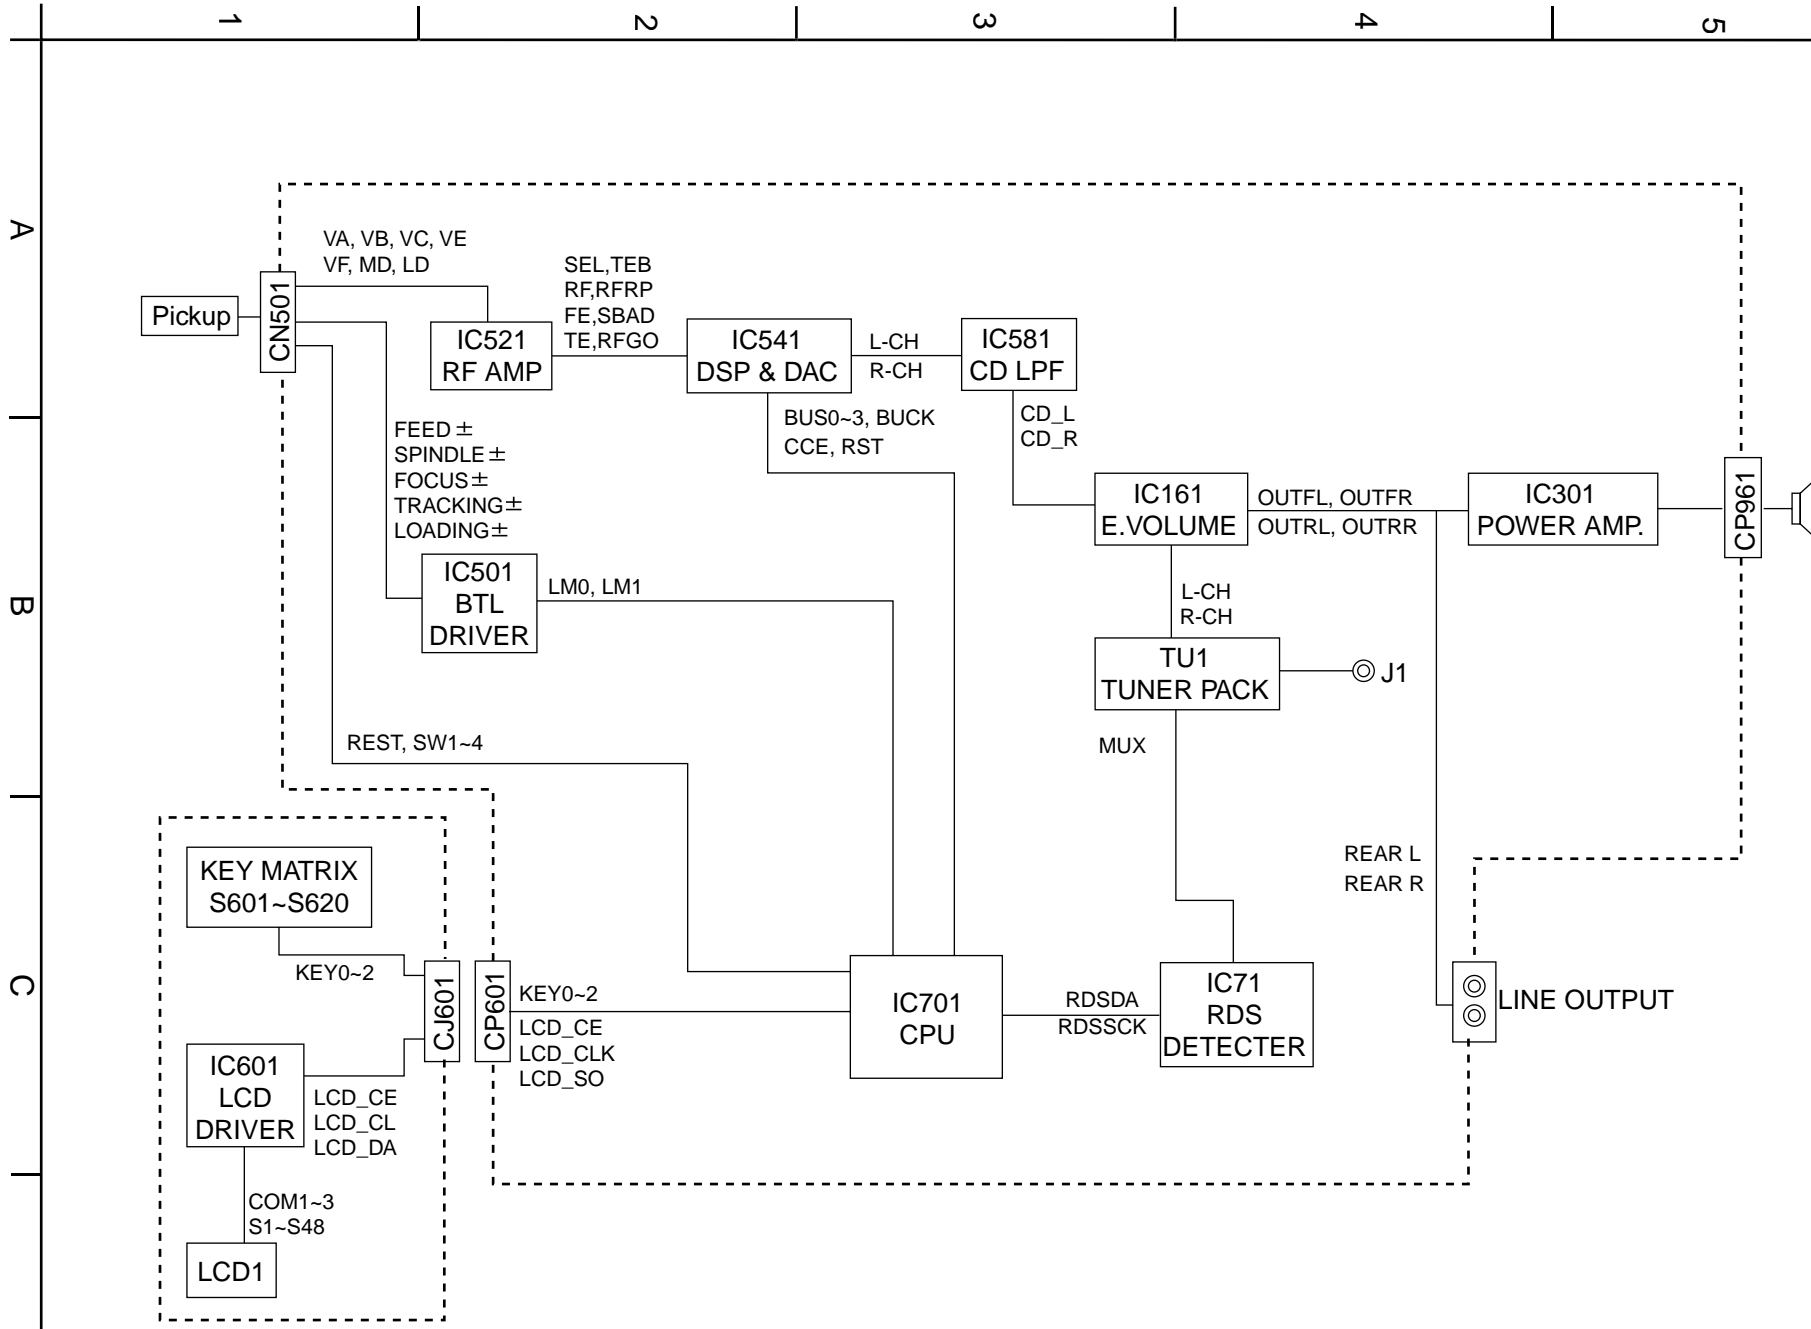 1
2
3
4
5
A
B
C
VA, VB, VC, VE
VF, MD, LD
Pickup
CN501
IC521
RF AMP
SEL,TEB
RF,RFRP
FE,SBAD
TE,RFGO
IC541
DSP & DAC
L-CH
R-CH
IC581
CD LPF
FEED ±
SPINDLE ±
FOCUS ±
TRACKING ±
LOADING ±
BUS0~3, BUCK
CCE, RST
CD_L
CD_R
IC161
E.VOLUME
OUTFL, OUTFR
OUTRL, OUTRR
IC301
POWER AMP.
CP961
IC501
BTL
DRIVER
LM0, LM1
L-CH
R-CH
TU1
TUNER PACK
J1
REST, SW1~4
MUX
KEY MATRIX
S601~S620
KEY0~2
CJ601
CP601
KEY0~2
LCD_CE
LCD_CLK
LCD_SO
IC701
CPU
RDSDA
RDSSCK
IC71
RDS
DETECTER
REAR L
REAR R
LINE OUTPUT
IC601
LCD
DRIVER
LCD_CE
LCD_CL
LCD_DA
COM1~3
S1~S48
LCD1